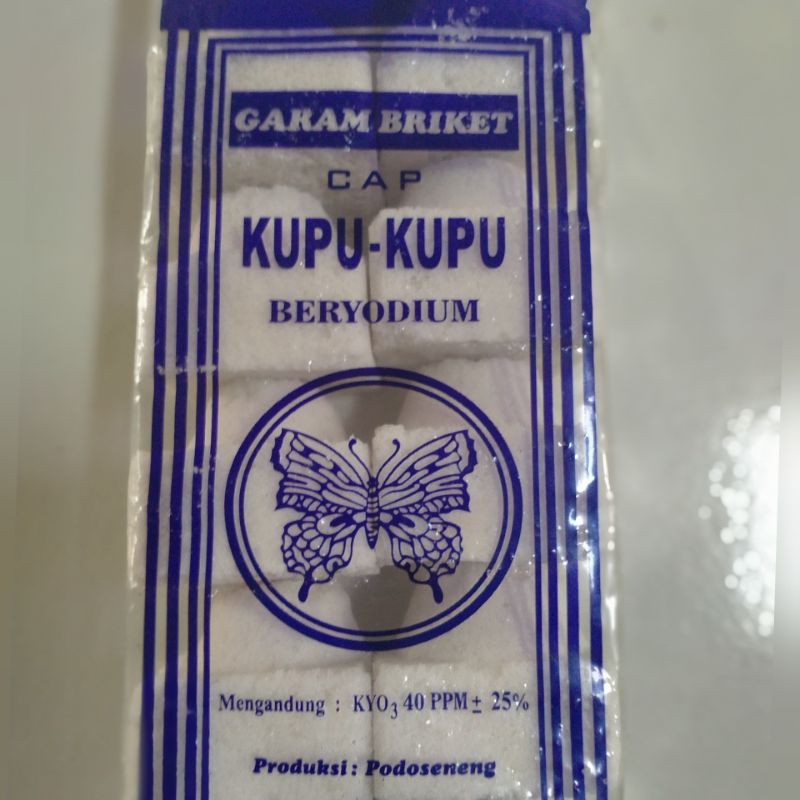 GARAM BRIKET
CAP
KUPU-KUPU
BERYODIUM
Mengandung : KYO₃ 40 PPM ± 25%
Produksi : Podoseneng